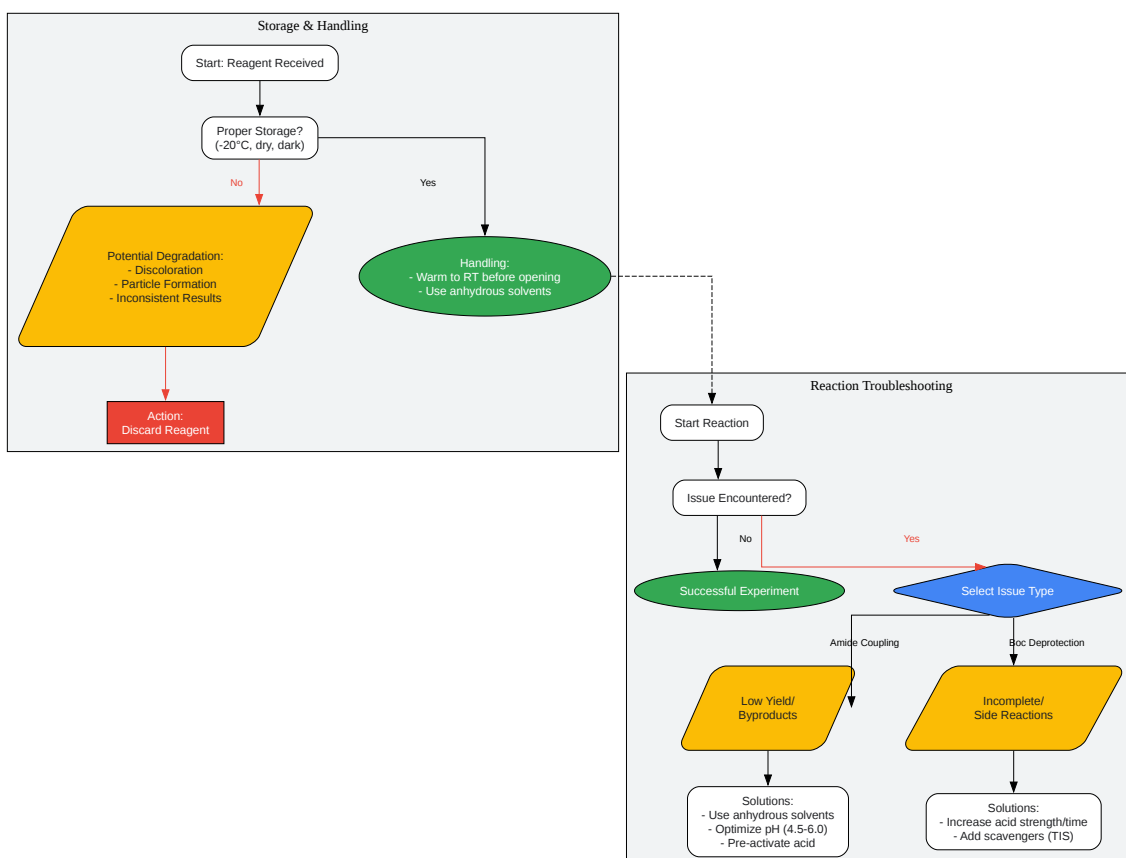 Storage & Handling
Start: Reagent Received
Proper Storage?
(-20°C, dry, dark)
No
Yes
Potential Degradation:
- Discoloration
- Particle Formation
- Inconsistent Results
Handling:
- Warm to RT before opening
- Use anhydrous solvents
Action:
Discard Reagent
Reaction Troubleshooting
Start Reaction
Issue Encountered?
No
Yes
Successful Experiment
Select Issue Type
Amide Coupling
Boc Deprotection
Low Yield/
Byproducts
Incomplete/
Side Reactions
Solutions:
- Use anhydrous solvents
- Optimize pH (4.5-6.0)
- Pre-activate acid
Solutions:
- Increase acid strength/time
- Add scavengers (TIS)